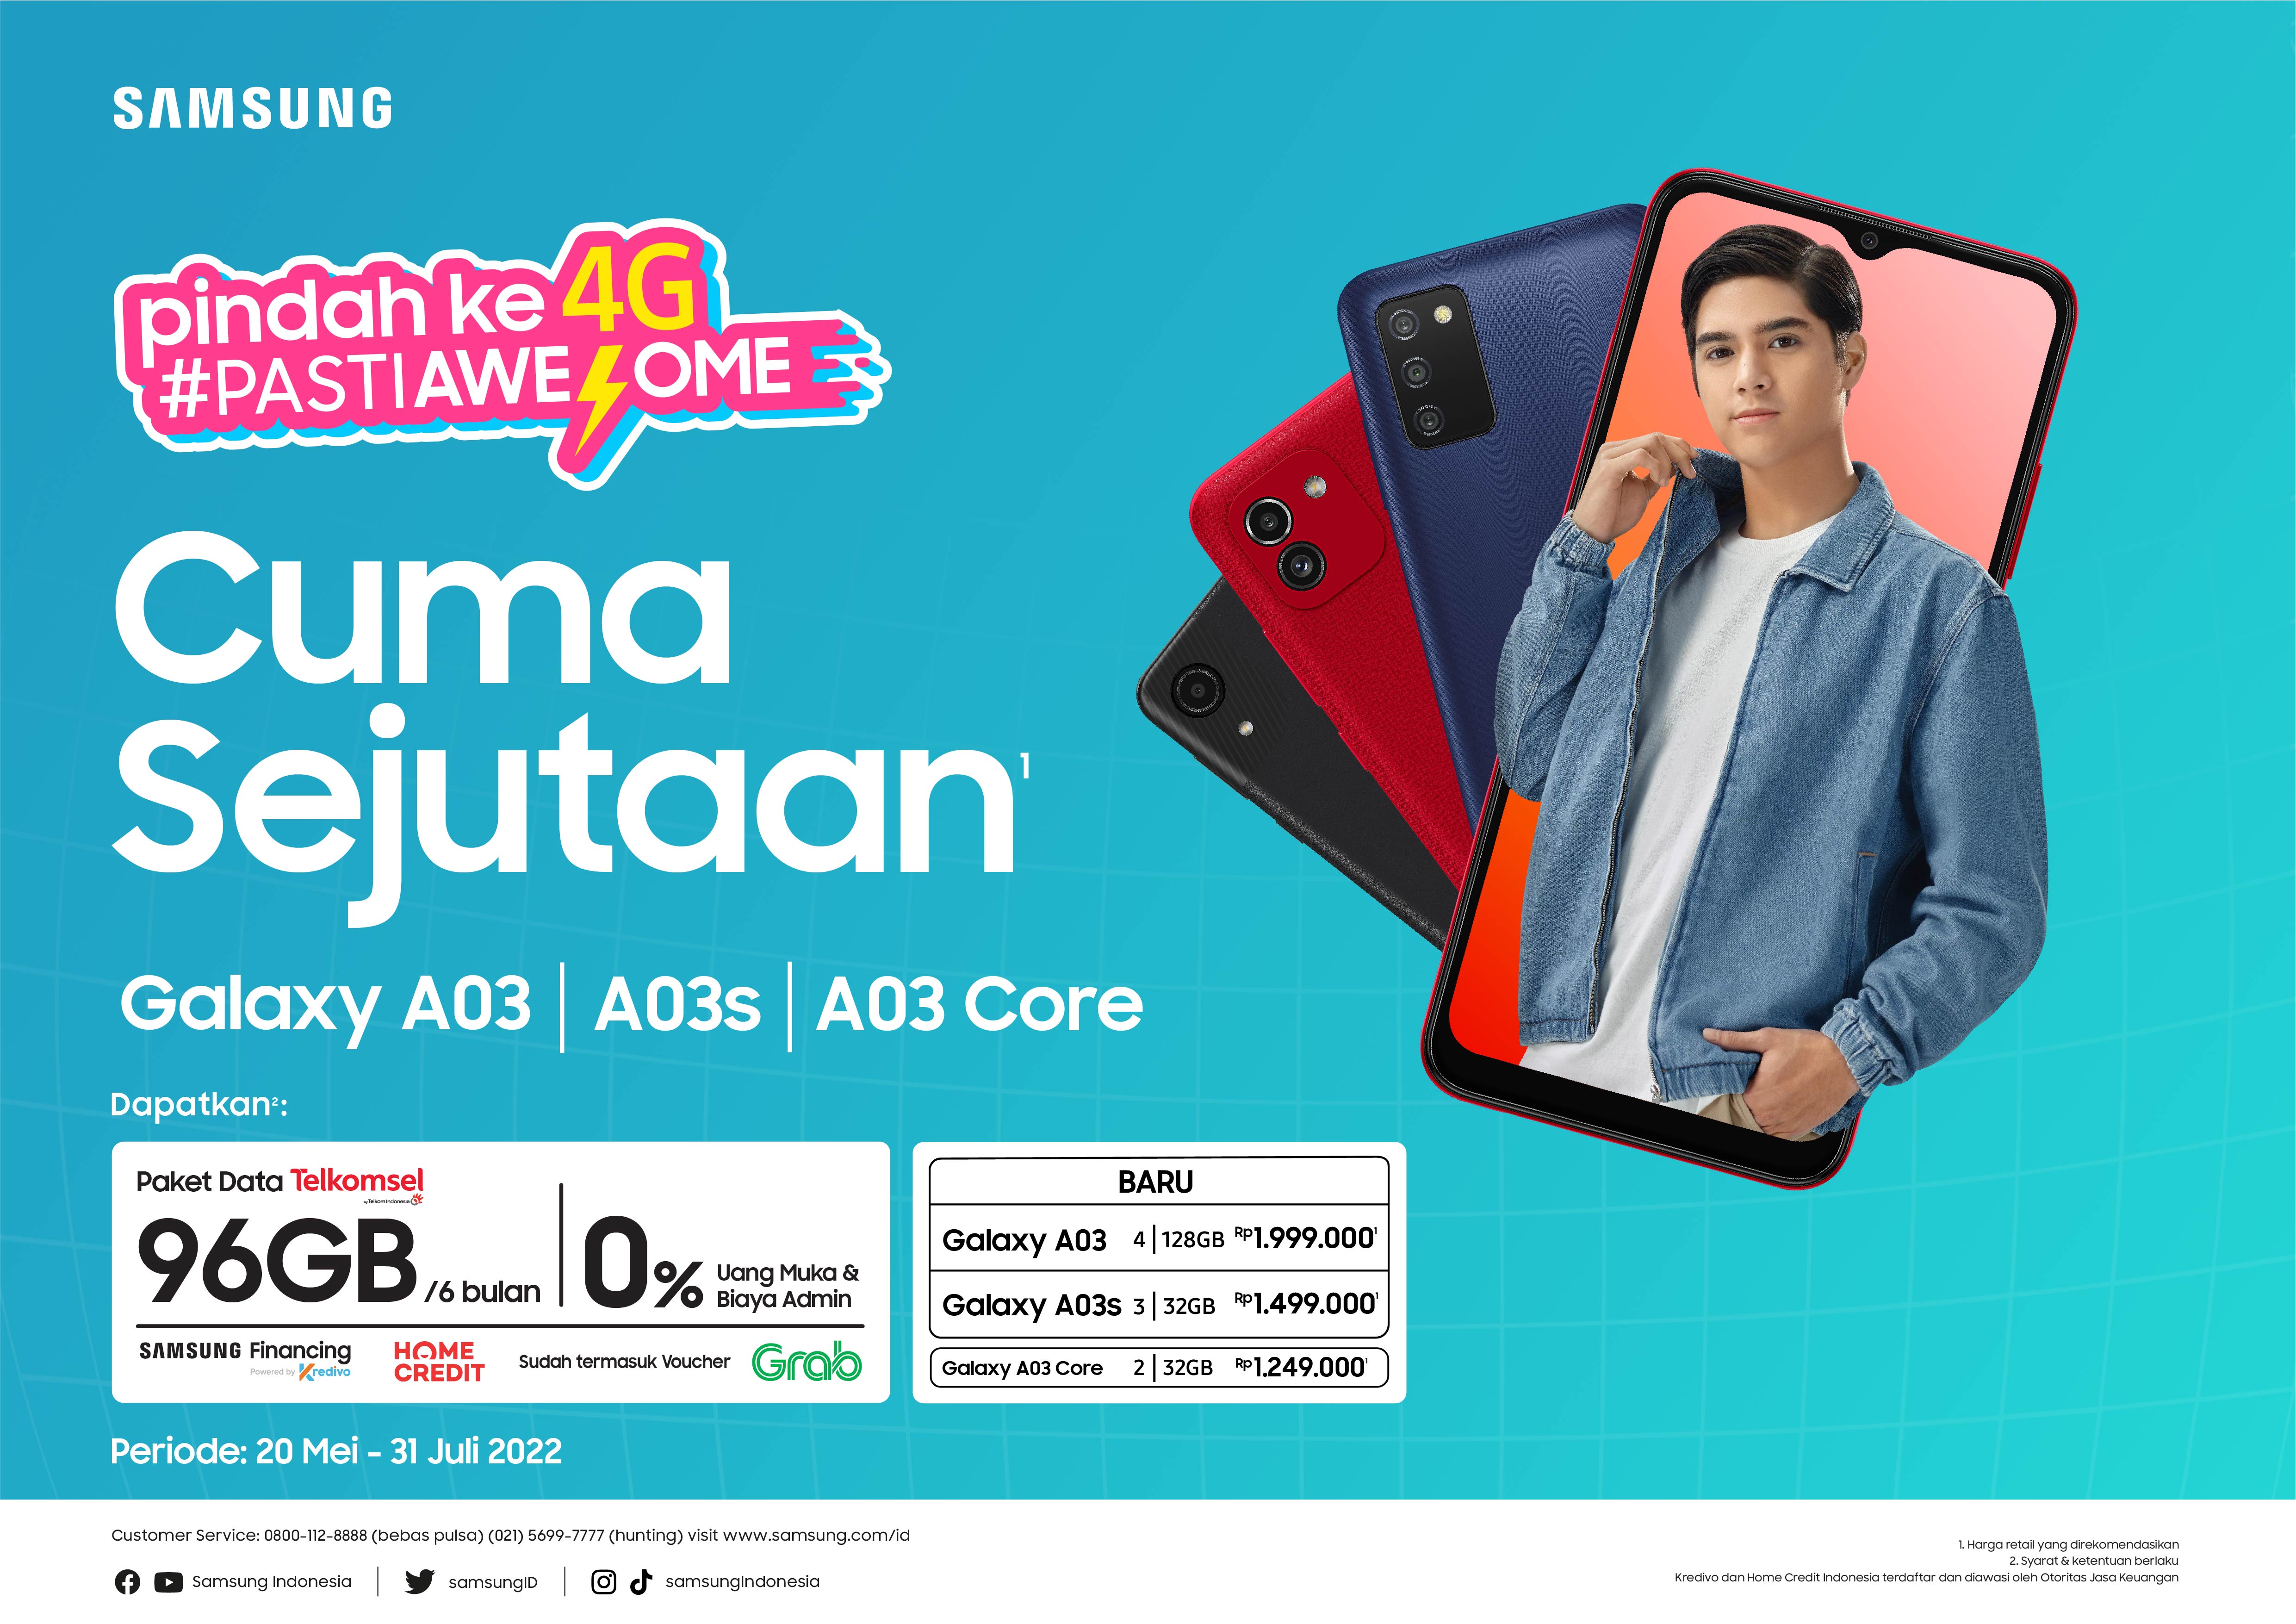 SAMSUNG
pindah ke 4G
#PASTIAWESOME
Cuma
Sejutaan¹
Galaxy A03 | A03s | A03 Core
Dapatkan²:
Paket Data Telkomsel
by Telkom Indonesia
96GB /6 bulan | 0% Uang Muka &
Biaya Admin
SAMSUNG Financing
Powered by Kredivo
HOME
CREDIT
Sudah termasuk Voucher Grab
BARU
Galaxy A03 4 | 128GB Rp1.999.000¹
Galaxy A03s 3 | 32GB Rp1.499.000¹
Galaxy A03 Core 2 | 32GB Rp1.249.000¹
Periode: 20 Mei - 31 Juli 2022
Customer Service: 0800-112-8888 (bebas pulsa) (021) 5699-7777 (hunting) visit www.samsung.com/id
Samsung Indonesia | samsungID | samsungIndonesia
1. Harga retail yang direkomendasikan
2. Syarat & ketentuan berlaku
Kredivo dan Home Credit Indonesia terdaftar dan diawasi oleh Otoritas Jasa Keuangan